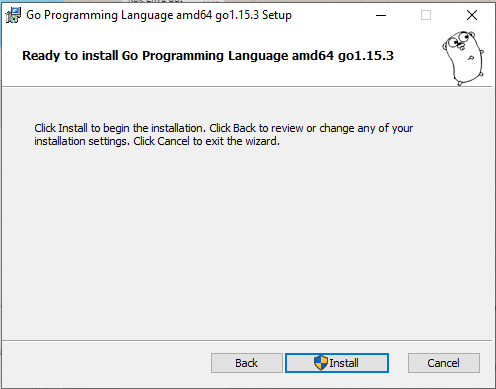 Go Programming Language amd64 go1.15.3 Setup
Ready to install Go Programming Language amd64 go1.15.3
Click Install to begin the installation. Click Back to review or change any of your
installation settings. Click Cancel to exit the wizard.
Back
Install
Cancel